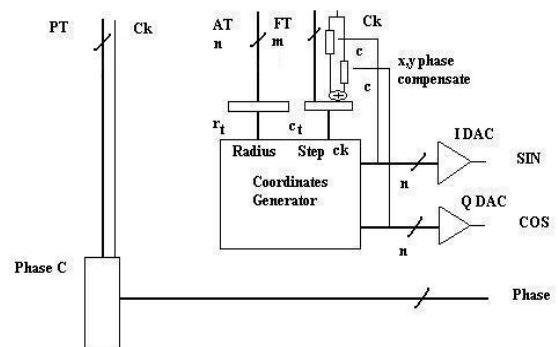 PT
Ck
AT
n
FT
m
Ck
c
c
x,y phase
compensate
r t
c t
Radius
Step
ck
Coordinates
Generator
n
I DAC
SIN
Q DAC
COS
n
Phase C
Phase